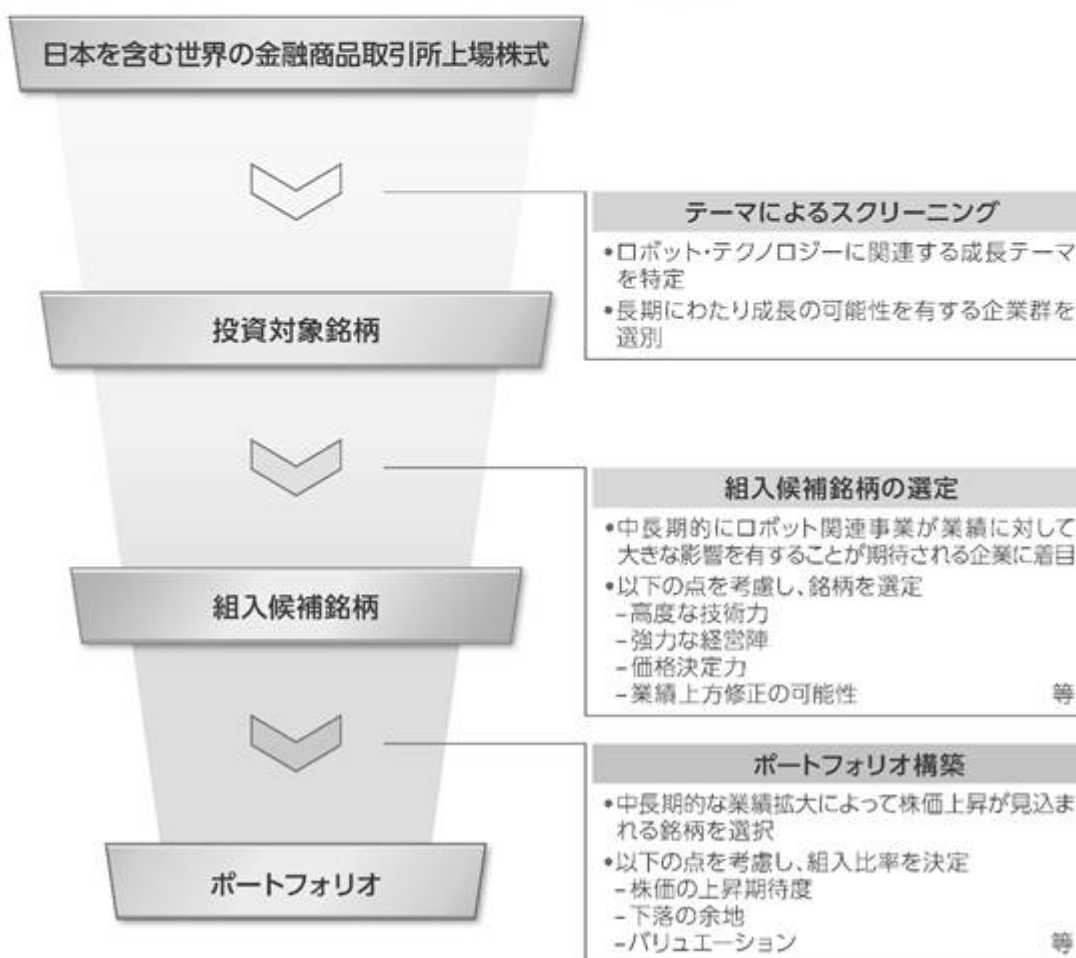 日本を含む世界の金融商品取引所上場株式
テーマによるスクリーニング
•ロボット・テクノロジーに関連する成長テーマ
を特定
•長期にわたり成長の可能性を有する企業群を
選別
投資対象銘柄
組入候補銘柄の選定
•中長期的にロボット関連事業が業績に対して
大きな影響を有することが期待される企業に着目
•以下の点を考慮し、銘柄を選定
−高度な技術力
−強力な経営陣
−価格決定力
−業績上方修正の可能性 等
組入候補銘柄
ポートフォリオ構築
•中長期的な業績拡大によって株価上昇が見込ま
れる銘柄を選択
•以下の点を考慮し、組入比率を決定
−株価の上昇期待度
−下落の余地
−バリュエーション 等
ポートフォリオ